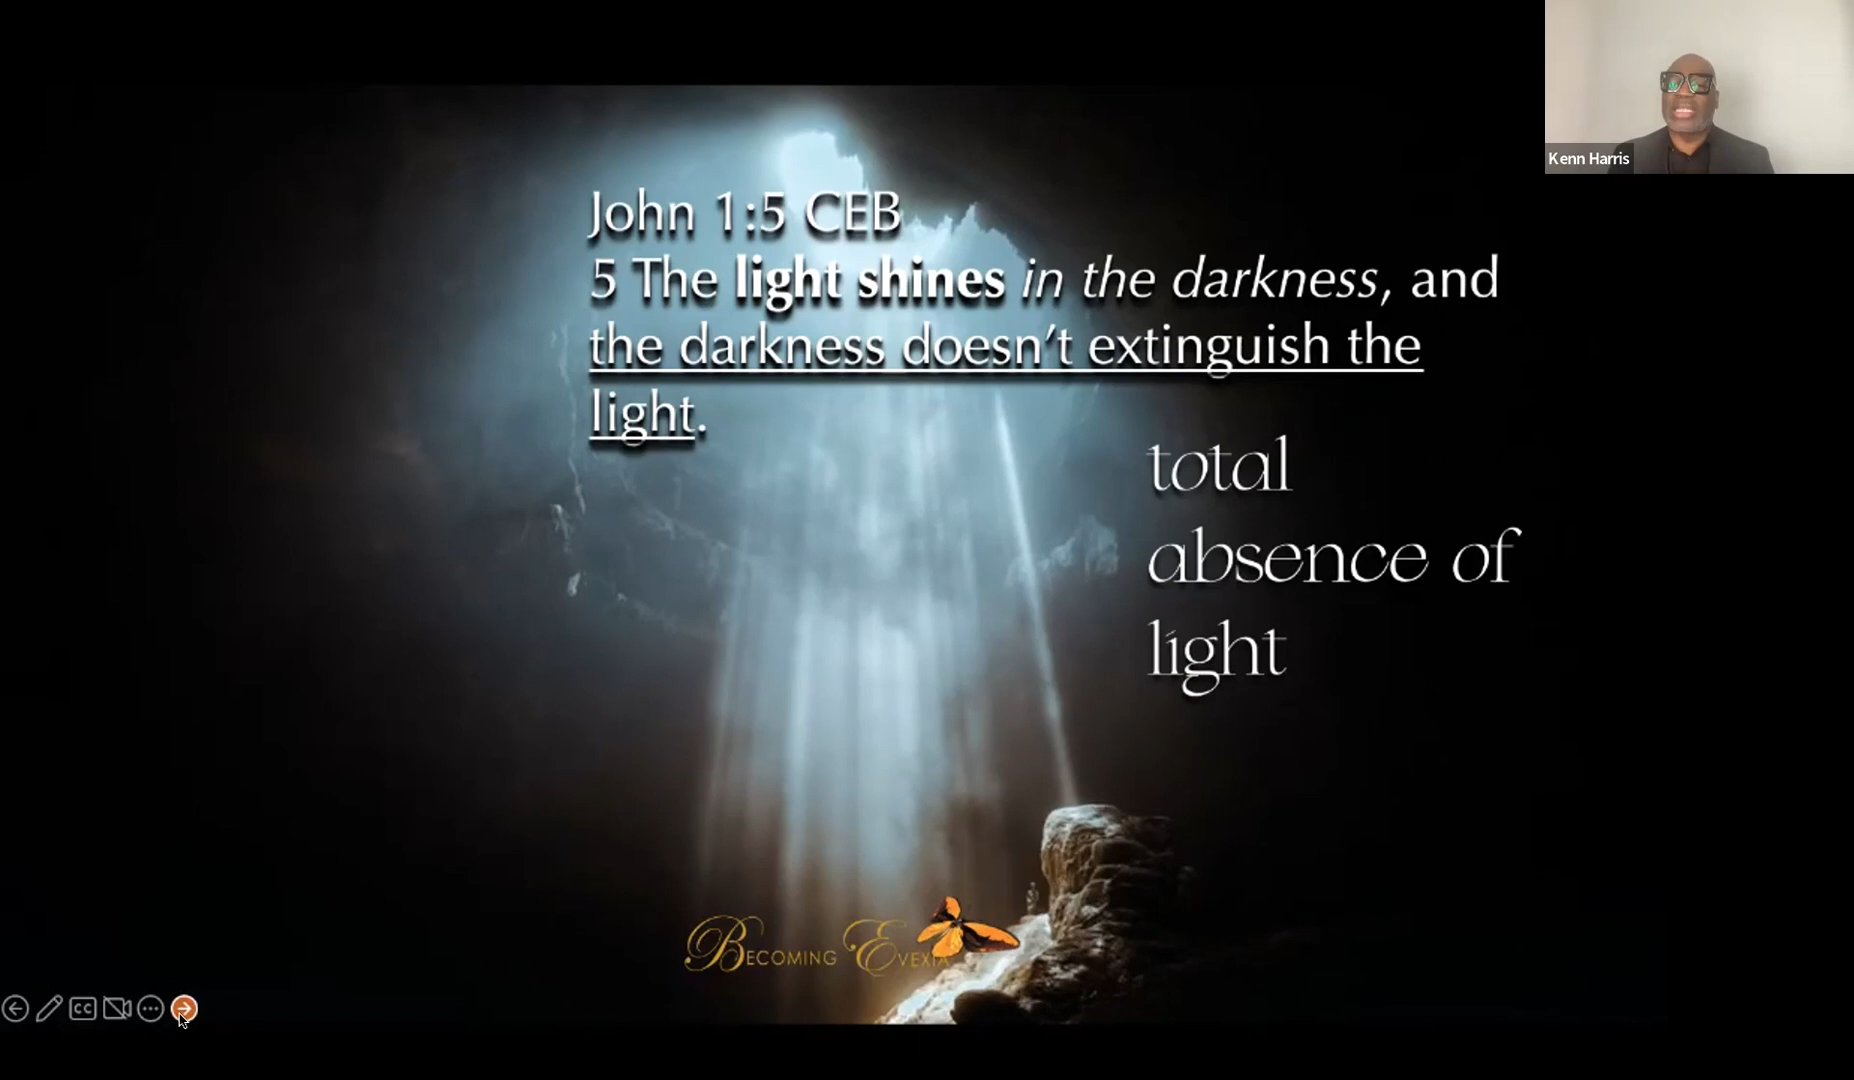 Kenn Harris
John 1:5 CEB
5 The light shines in the darkness, and
the darkness doesn’t extinguish the
light.
total
absence of
light
BECOMING EVEXIA
CC